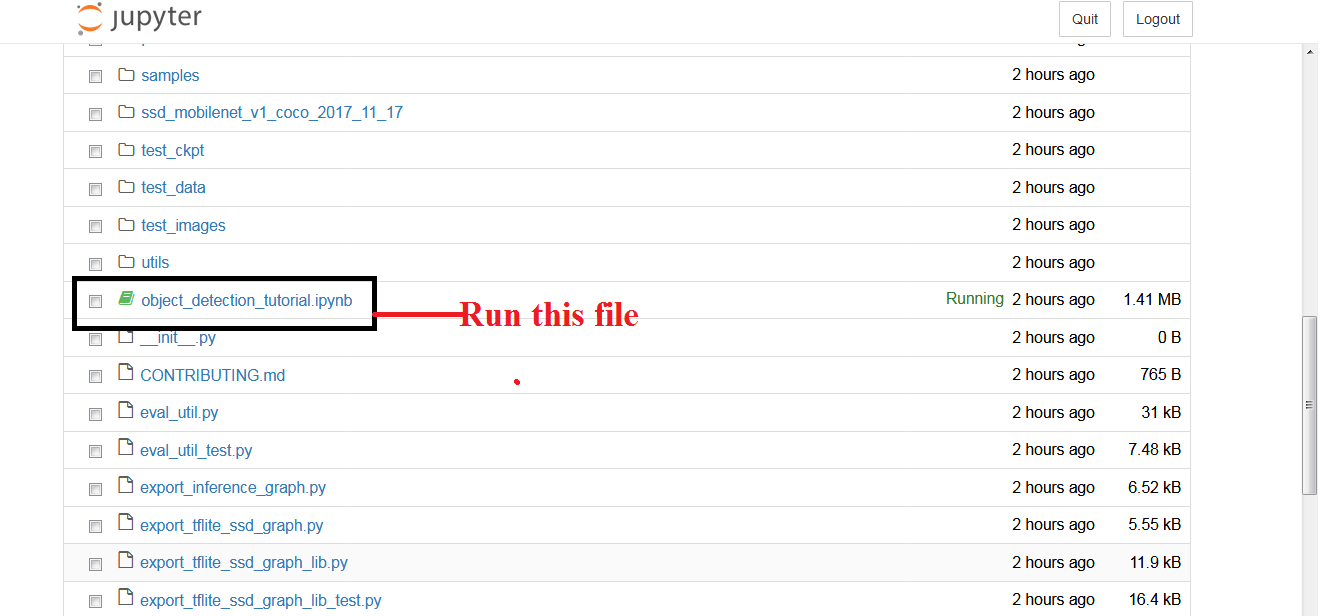 jupyter Quit Logout
samples 2 hours ago
ssd_mobilenet_v1_coco_2017_11_17 2 hours ago
test_ckpt 2 hours ago
test_data 2 hours ago
test_images 2 hours ago
utils 2 hours ago
object_detection_tutorial.ipynb Run this file Running 2 hours ago 1.41 MB
__init__.py 2 hours ago 0 B
CONTRIBUTING.md 2 hours ago 765 B
eval_util.py 2 hours ago 31 kB
eval_util_test.py 2 hours ago 7.48 kB
export_inference_graph.py 2 hours ago 6.52 kB
export_tflite_ssd_graph.py 2 hours ago 5.55 kB
export_tflite_ssd_graph_lib.py 2 hours ago 11.9 kB
export_tflite_ssd_graph_lib_test.py 2 hours ago 16.4 kB